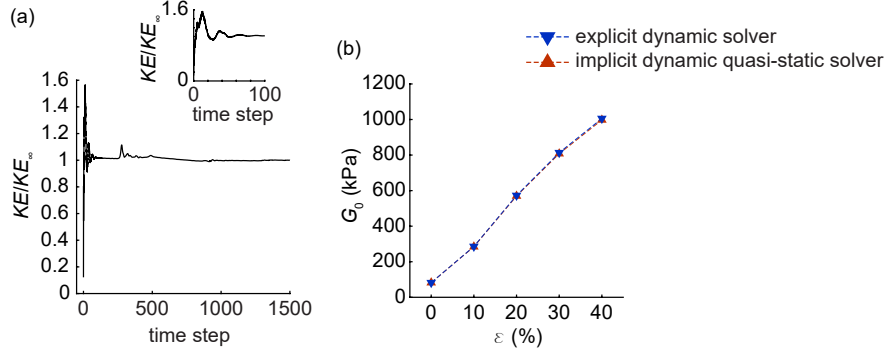 (a)
1.6
KE/KE∞
0
0
100
time step
1.6
1.4
1.2
1
0.8
0.6
0.4
0.2
0
KE/KE∞
0
500
1000
1500
time step
(b)
explicit dynamic solver
implicit dynamic quasi-static solver
1200
1000
800
600
400
200
0
G₀ (kPa)
0
10
20
30
40
ε (%)